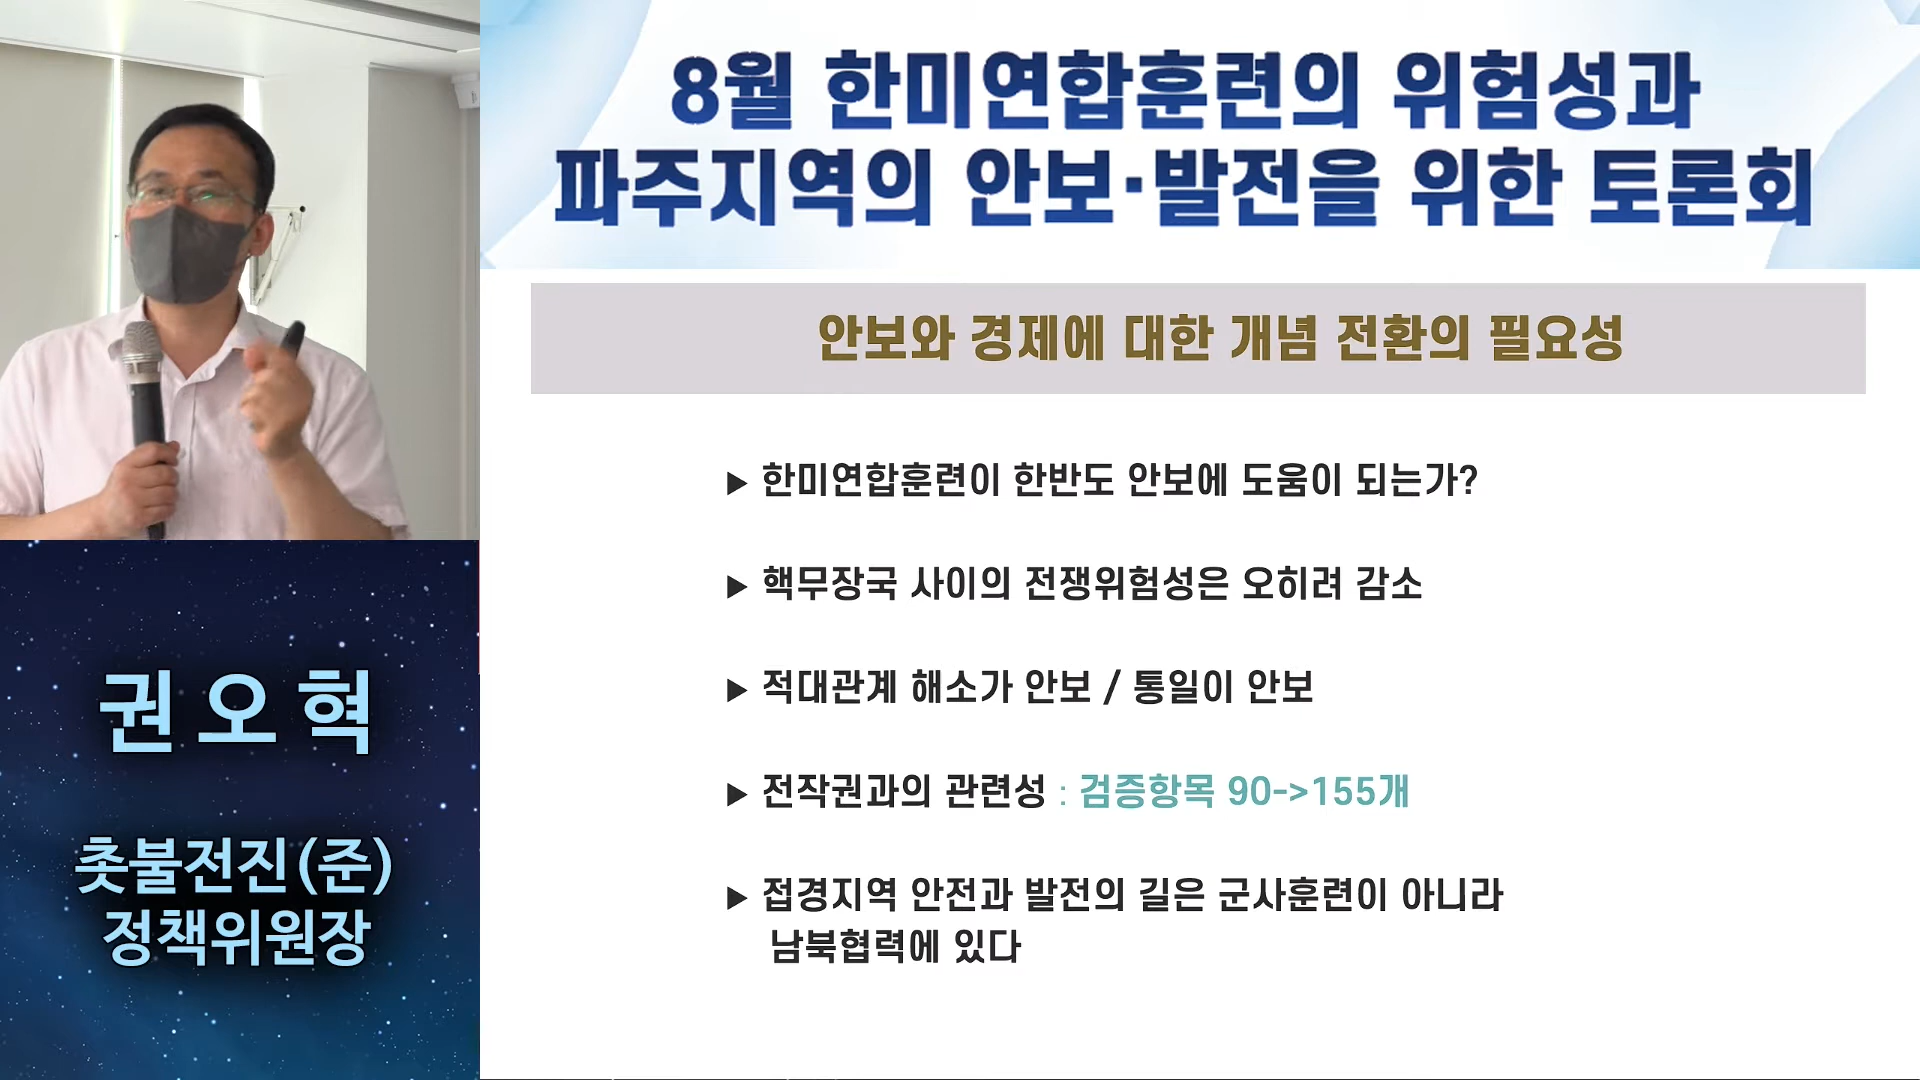 8월 한미연합훈련의 위험성과
파주지역의 안보·발전을 위한 토론회
안보와 경제에 대한 개념 전환의 필요성
▶ 한미연합훈련이 한반도 안보에 도움이 되는가?
▶ 핵무장국 사이의 전쟁위험성은 오히려 감소
▶ 적대관계 해소가 안보 / 통일이 안보
▶ 전작권과의 관련성 : 검증항목 90->155개
▶ 접경지역 안전과 발전의 길은 군사훈련이 아니라
남북협력에 있다
권오혁
촛불전진(준)
정책위원장